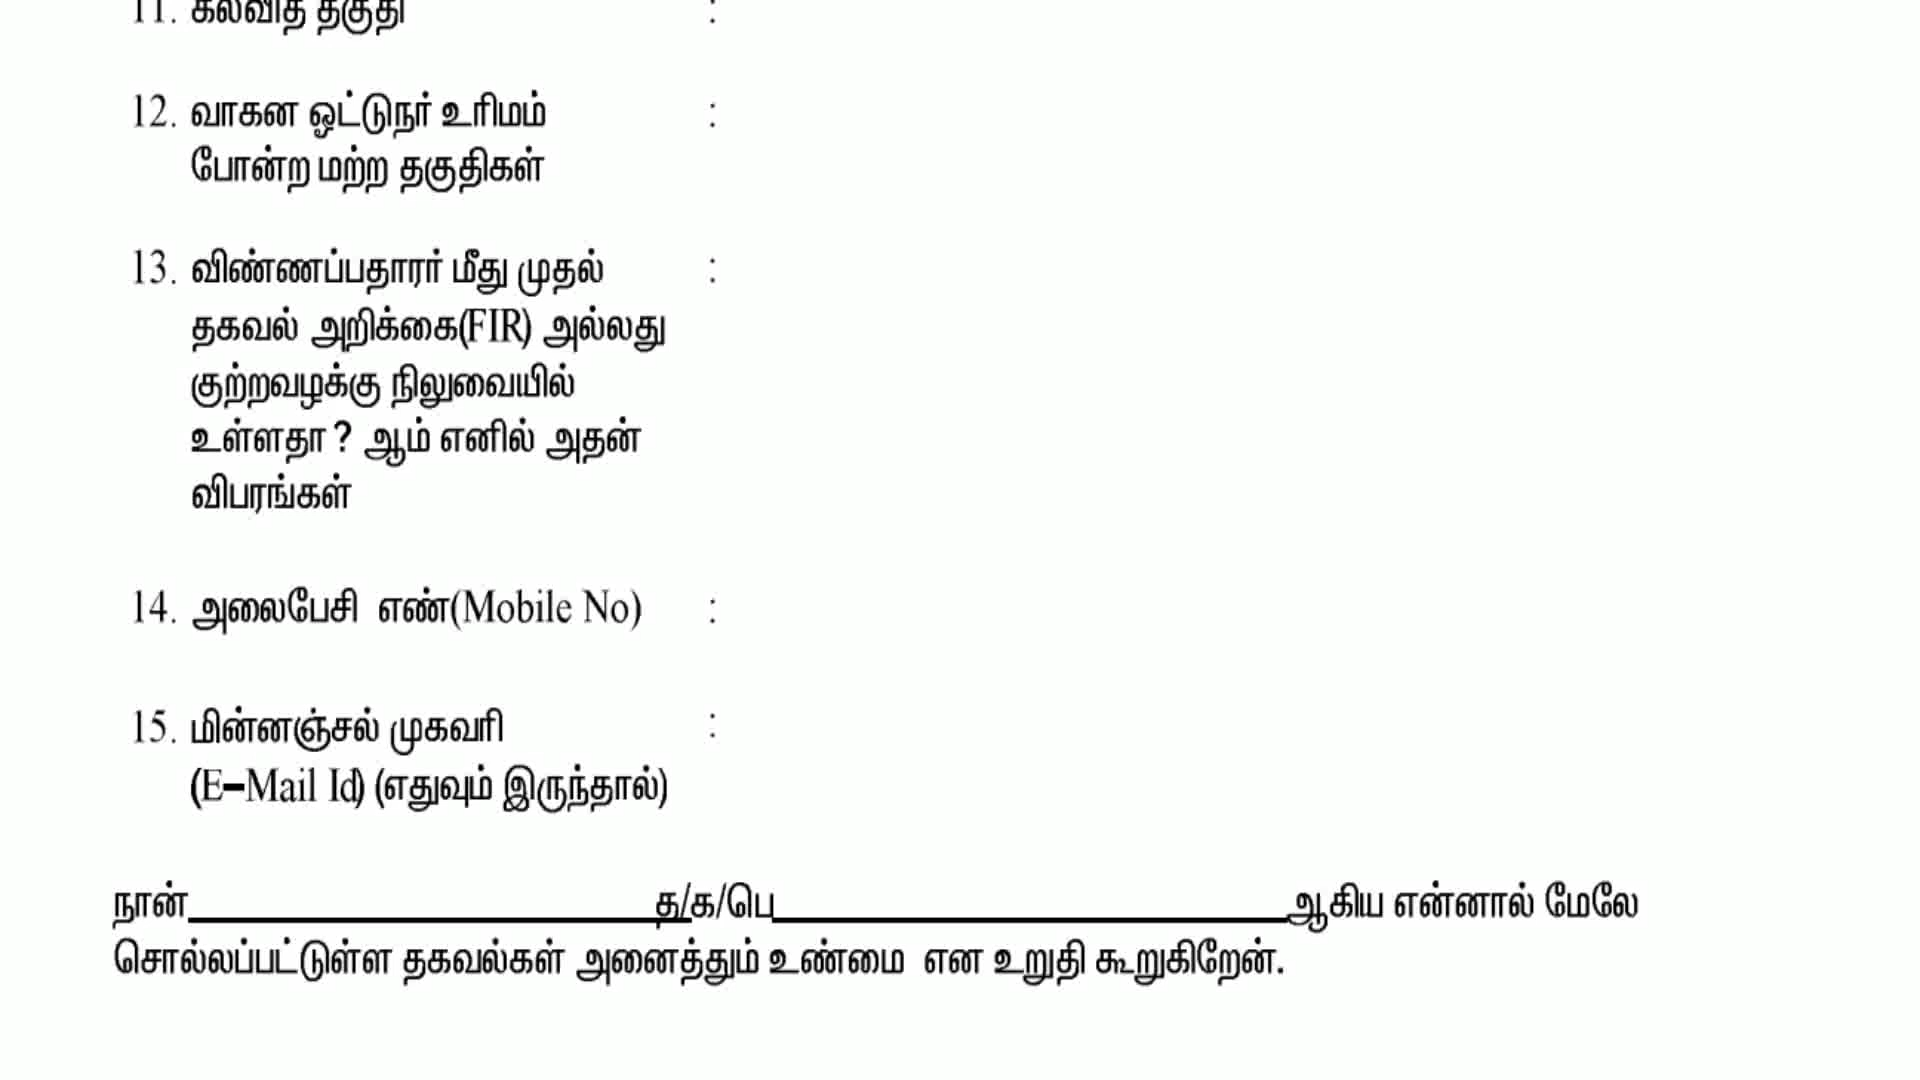 11. கல்வித் தகுதி :
12. வாகன ஓட்டுநர் உரிமம் :
போன்ற மற்ற தகுதிகள்
13. விண்ணப்பதாரர் மீது முதல் :
தகவல் அறிக்கை(FIR) அல்லது
குற்றவழக்கு நிலுவையில்
உள்ளதா? ஆம் எனில் அதன்
விபரங்கள்
14. அலைபேசி எண்(Mobile No) :
15. மின்னஞ்சல் முகவரி :
(E-Mail Id) (எதுவும் இருந்தால்)
நான்____________________த/க/பெ____________________ஆகிய என்னால் மேலே
சொல்லப்பட்டுள்ள தகவல்கள் அனைத்தும் உண்மை என உறுதி கூறுகிறேன்.